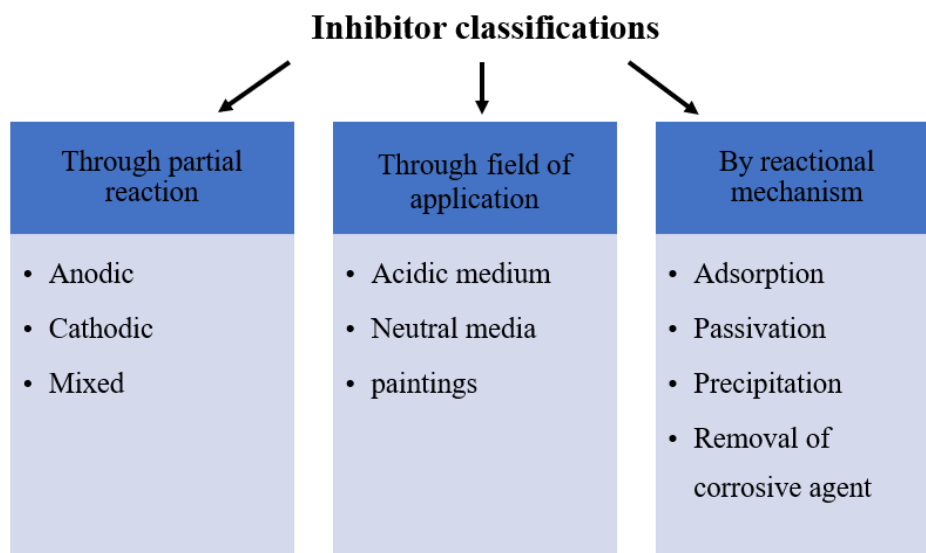 Inhibitor classifications
Through partial
reaction
• Anodic
• Cathodic
• Mixed
Through field of
application
• Acidic medium
• Neutral media
• paintings
By reactional
mechanism
• Adsorption
• Passivation
• Precipitation
• Removal of
corrosive agent